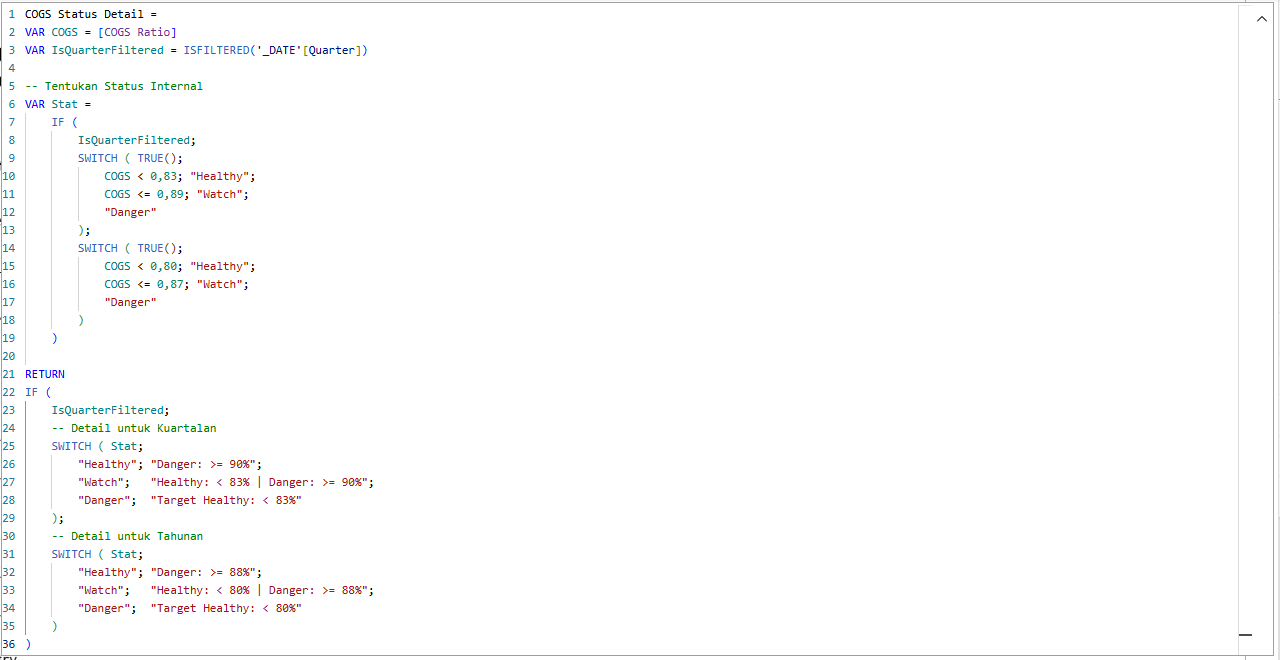 1 COGS Status Detail =
2 VAR COGS = [COGS Ratio]
3 VAR IsQuarterFiltered = ISFILTERED('_DATE'[Quarter])
4
5 -- Tentukan Status Internal
6 VAR Stat =
7     IF (
8         IsQuarterFiltered;
9         SWITCH ( TRUE();
10             COGS < 0,83; "Healthy";
11             COGS <= 0,89; "Watch";
12             "Danger"
13         );
14         SWITCH ( TRUE();
15             COGS < 0,80; "Healthy";
16             COGS <= 0,87; "Watch";
17             "Danger"
18         )
19     )
20
21 RETURN
22 IF (
23     IsQuarterFiltered;
24     -- Detail untuk Kuartalan
25     SWITCH ( Stat;
26         "Healthy"; "Danger: >= 90%";
27         "Watch";   "Healthy: < 83% | Danger: >= 90%";
28         "Danger";  "Target Healthy: < 83%"
29     );
30     -- Detail untuk Tahunan
31     SWITCH ( Stat;
32         "Healthy"; "Danger: >= 88%";
33         "Watch";   "Healthy: < 80% | Danger: >= 88%";
34         "Danger";  "Target Healthy: < 80%"
35     )
36 )